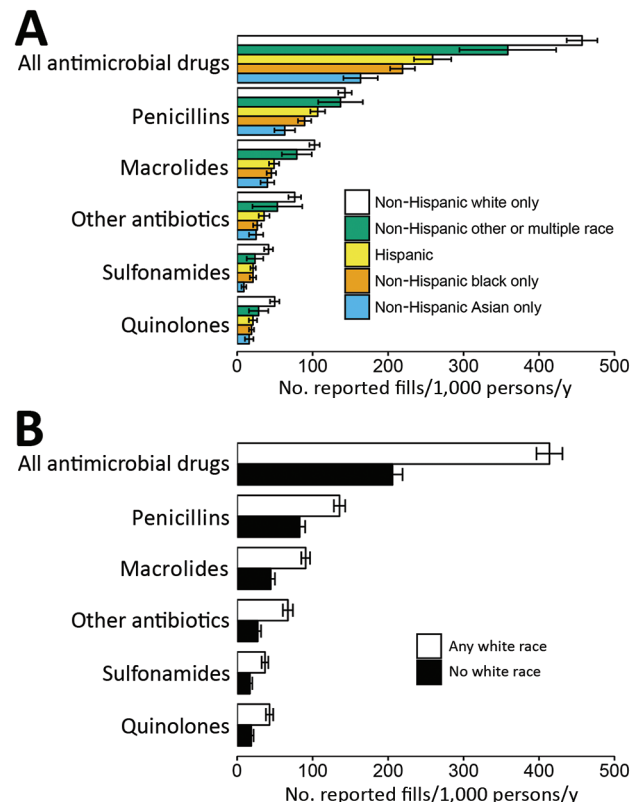 A
All antimicrobial drugs
Penicillins
Macrolides
Other antibiotics
Sulfonamides
Quinolones
Non-Hispanic white only
Non-Hispanic other or multiple race
Hispanic
Non-Hispanic black only
Non-Hispanic Asian only
0 100 200 300 400 500
No. reported fills/1,000 persons/y
B
All antimicrobial drugs
Penicillins
Macrolides
Other antibiotics
Sulfonamides
Quinolones
Any white race
No white race
0 100 200 300 400 500
No. reported fills/1,000 persons/y